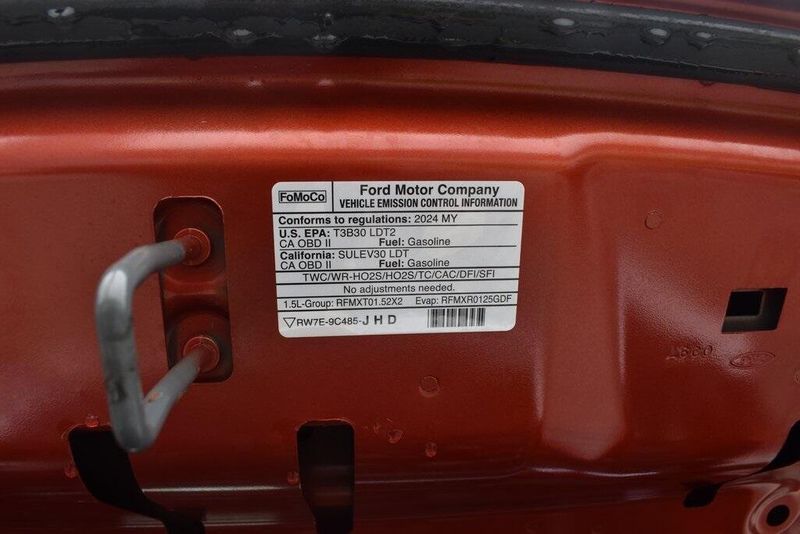 FoMoCo
Ford Motor Company
VEHICLE EMISSION CONTROL INFORMATION
Conforms to regulations: 2024 MY
U.S. EPA: T3B30 LDT2
CA OBD II Fuel: Gasoline
California: SULEV30 LDT
CA OBD II Fuel: Gasoline
TWC/WR-HO2S/HO2S/TC/CAC/DFI/SFI
No adjustments needed.
1.5L-Group: RFMXT01.52X2 Evap: RFMXR0125GDF
RW7E-9C485-J H D